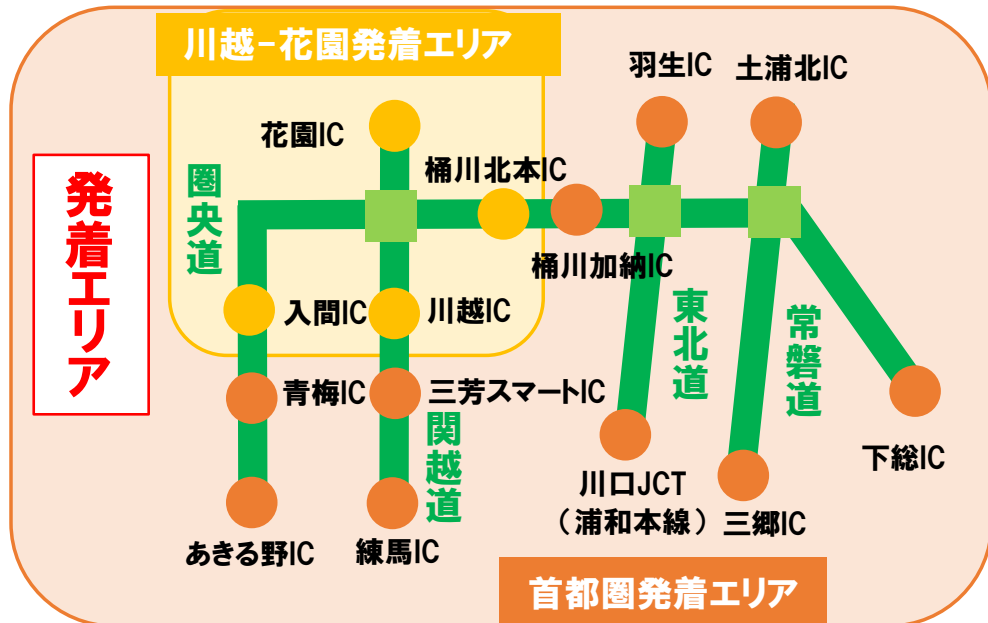 川越-花園発着エリア
羽生IC
土浦北IC
花園IC
桶川北本IC
発着エリア
圏央道
桶川加納IC
入間IC
川越IC
東北道
常磐道
青梅IC
三芳スマートIC
関越道
下総IC
川口JCT
（浦和本線）
三郷IC
あきる野IC
練馬IC
首都圏発着エリア